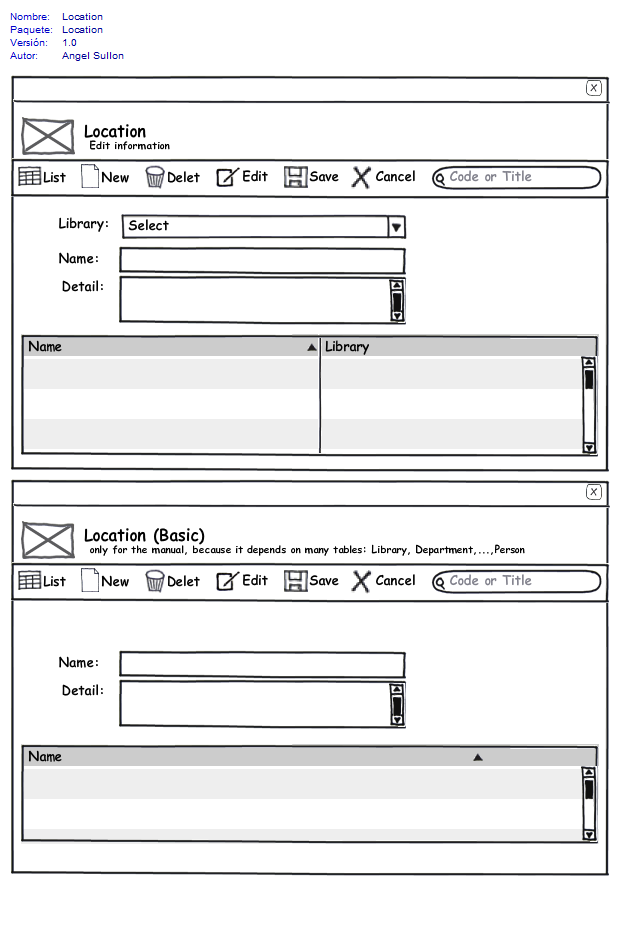 Nombre: Location
Paquete: Location
Versión: 1.0
Autor: Angel Sullon
X
Location
Edit information
List New Delet Edit Save Cancel Code or Title
Library: Select
Name:
Detail:
Name Library
X
Location (Basic)
only for the manual, because it depends on many tables: Library, Department,...,Person
List New Delet Edit Save Cancel Code or Title
Name:
Detail:
Name